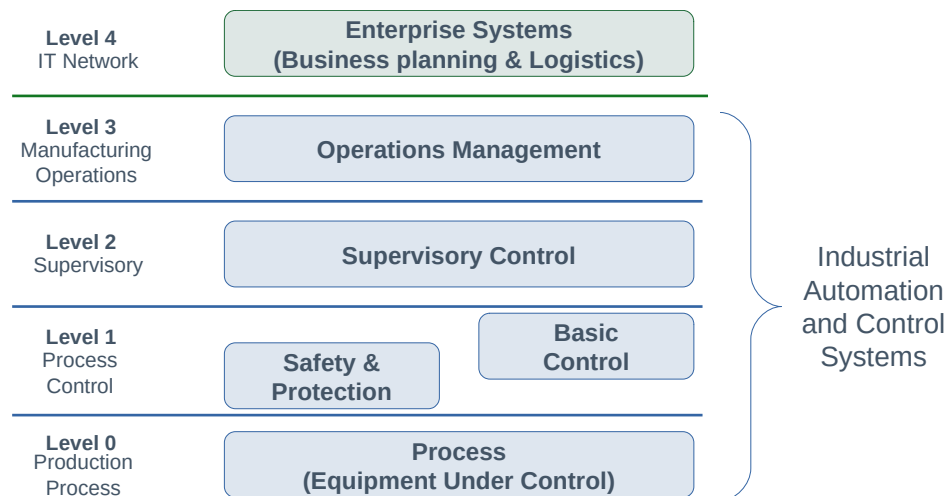 Level 4
IT Network
Enterprise Systems
(Business planning & Logistics)
Level 3
Manufacturing
Operations
Operations Management
Level 2
Supervisory
Supervisory Control
Level 1
Process
Control
Safety &
Protection
Basic
Control
Level 0
Production
Process
Process
(Equipment Under Control)
Industrial
Automation
and Control
Systems